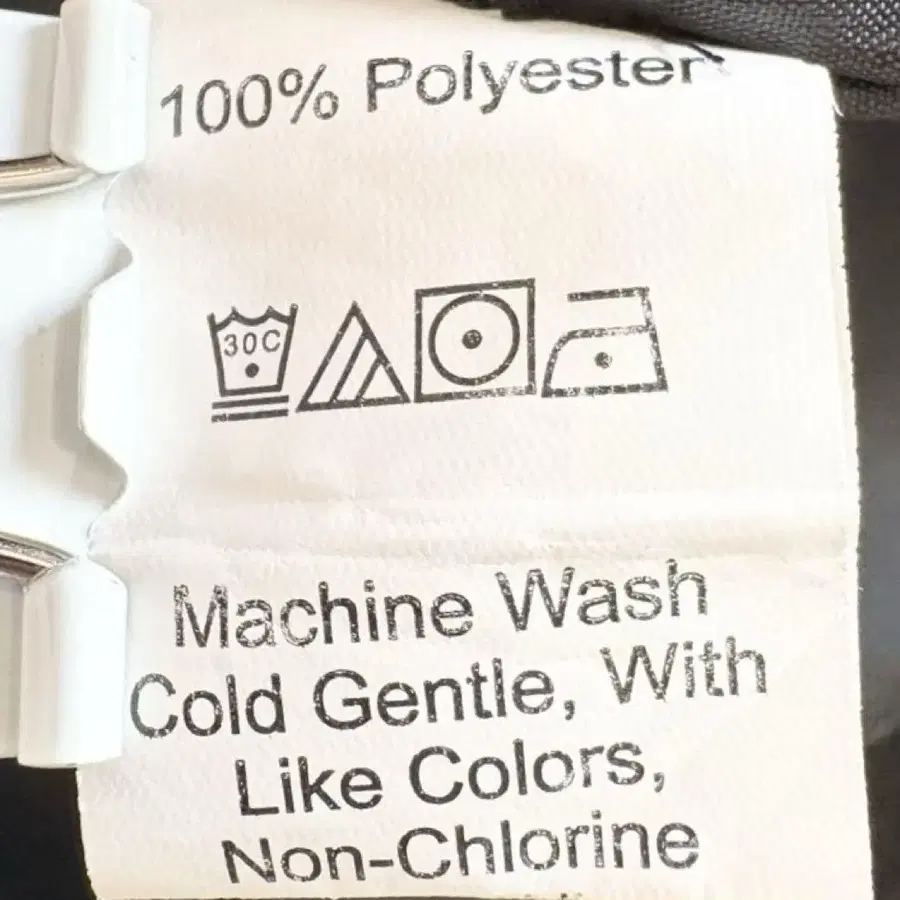 100% Polyester
30C
Machine Wash
Cold Gentle, With
Like Colors,
Non-Chlorine